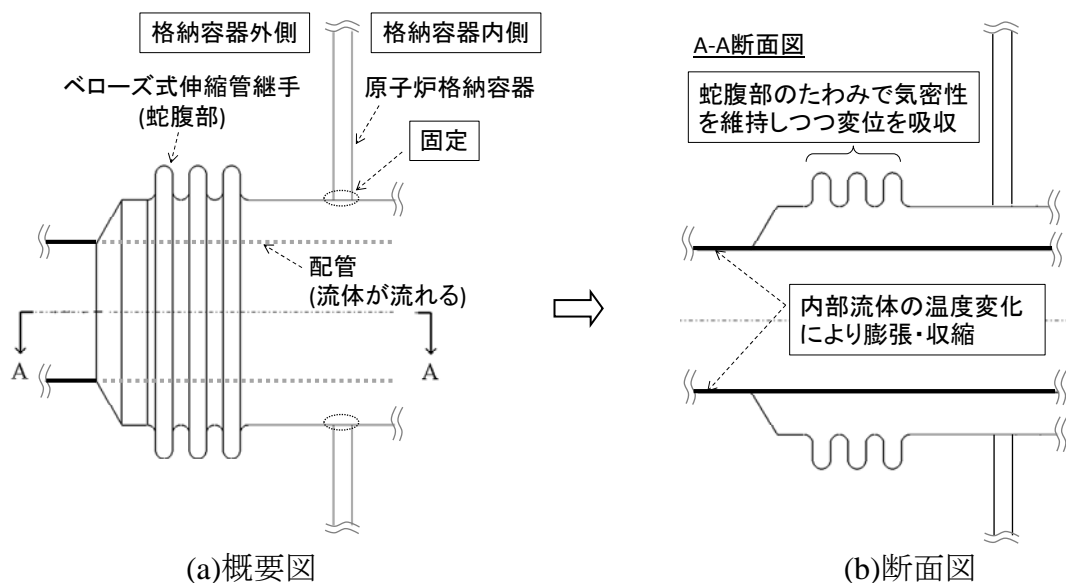 格納容器外側
格納容器内側
ベローズ式伸縮管継手
(蛇腹部)
原子炉格納容器
固定
配管
(流体が流れる)
A
A
(a)概要図
A-A断面図
蛇腹部のたわみで気密性
を維持しつつ変位を吸収
内部流体の温度変化
により膨張・収縮
(b)断面図